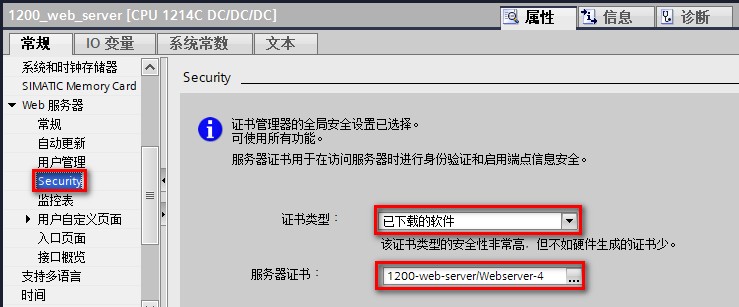 1200_web_server [CPU 1214C DC/DC/DC]
属性 信息 诊断
常规 IO 变量 系统常数 文本
系统和时钟存储器
SIMATIC Memory Card
Web 服务器
常规
自动更新
用户管理
Security
监控表
用户自定义页面
入口页面
接口概览
支持多语言
时间
Security
证书管理器的全局安全设置已选择。
可使用所有功能。
服务器证书用于在访问服务器时进行身份验证和启用端点信息安全。
证书类型：
已下载的软件
该证书类型的安全性非常高，但不如硬件生成的证书少。
服务器证书：
1200-web-server/Webserver-4
...